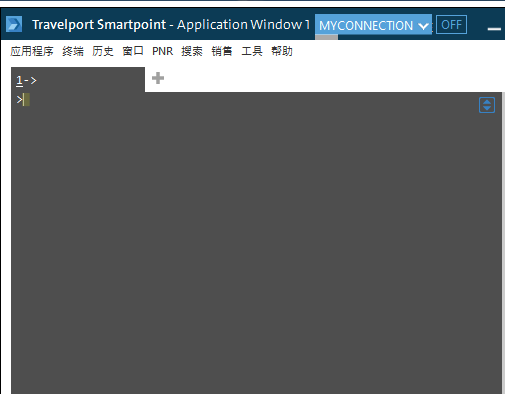 Travelport Smartpoint - Application Window 1 MYCONNECTION OFF
应用程序 终端 历史 窗口 PNR 搜索 销售 工具 帮助
1->
>